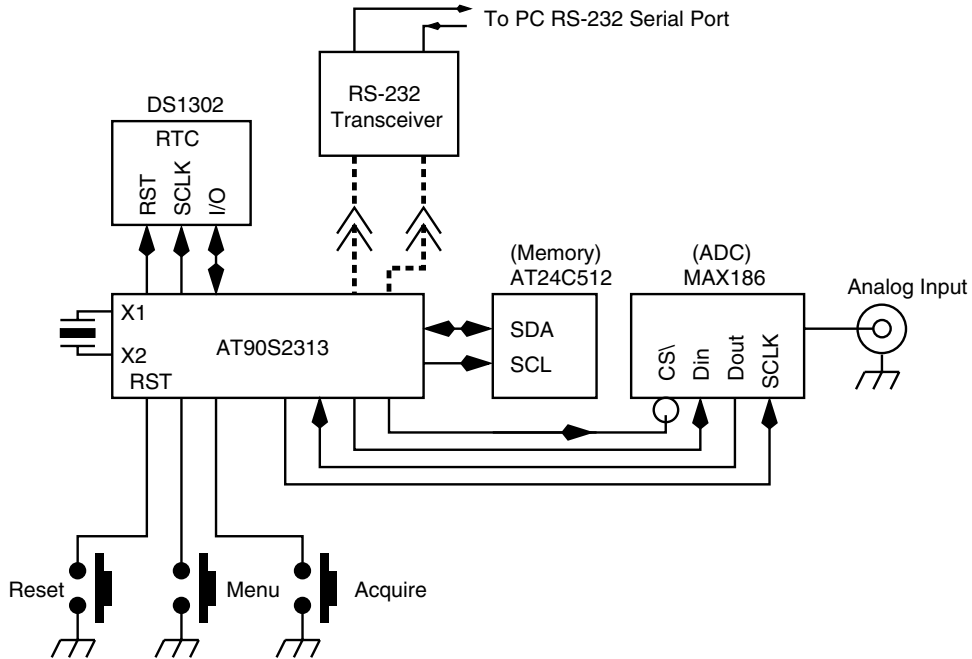 To PC RS-232 Serial Port
RS-232
Transceiver
DS1302
RTC
RST
SCLK
I/O
(Memory)
AT24C512
(ADC)
MAX186
Analog Input
X1
X2
RST
AT90S2313
SDA
SCL
CS\
Din
Dout
SCLK
Reset
Menu
Acquire